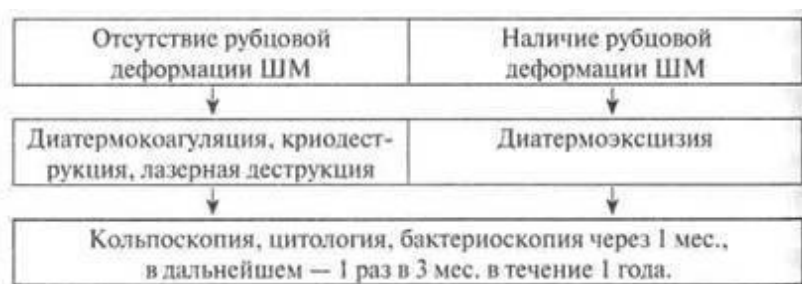 Отсутствие рубцовой
деформации ШМ
Наличие рубцовой
деформации ШМ
Диатермокоагуляция, криодест-
рукция, лазерная деструкция
Диатермоэксцизия
Кольпоскопия, цитология, бактериоскопия через 1 мес.,
в дальнейшем — 1 раз в 3 мес. в течение 1 года.